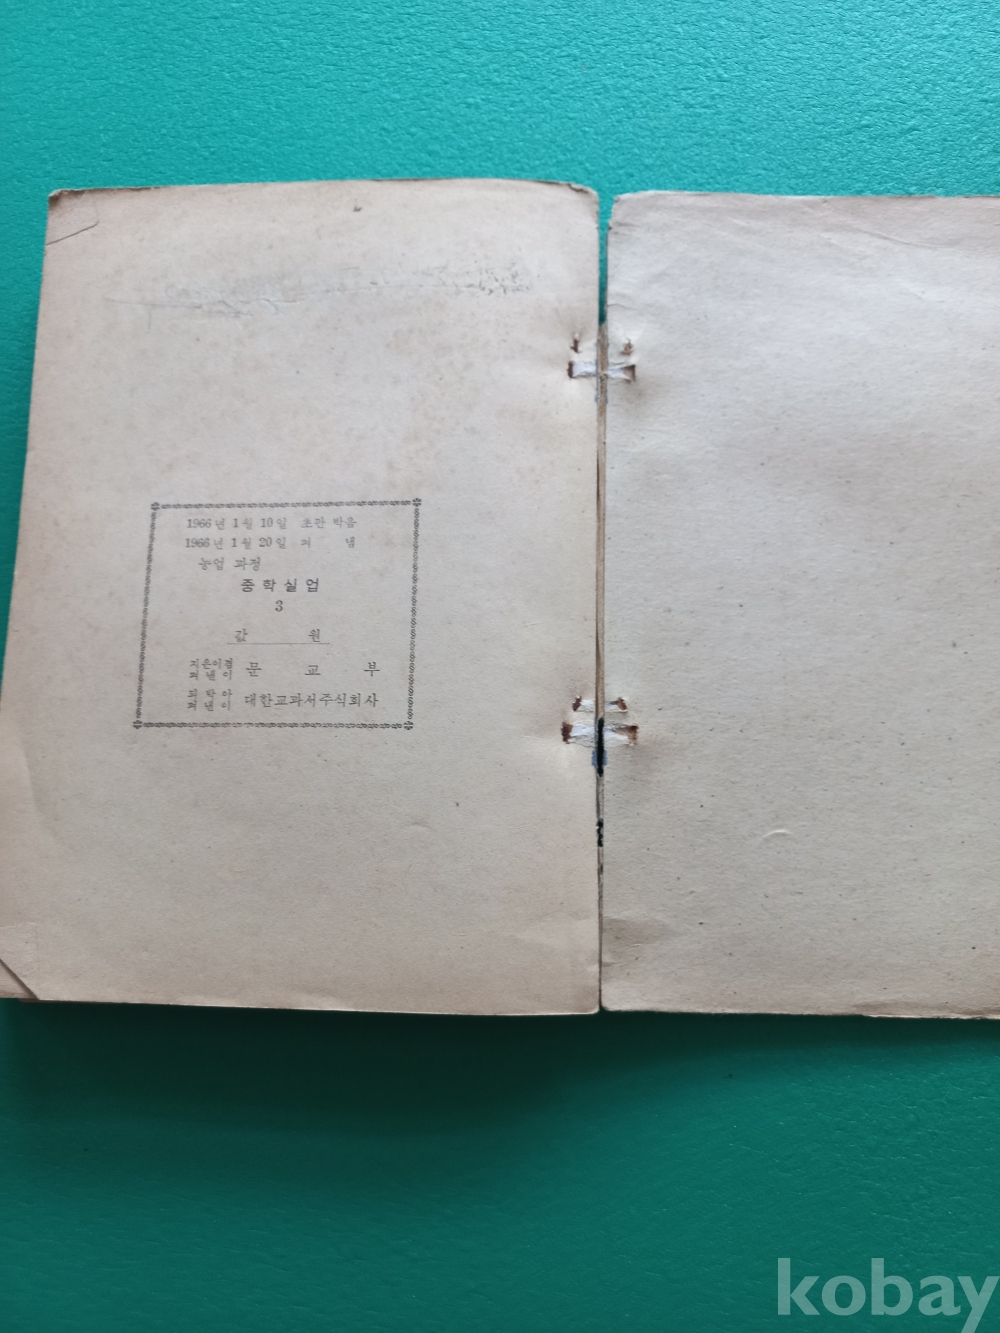 1966년 1월 10일 초판 박음
1966년 1월 20일 펴 냄
농업 과정
중학실업
3
값 원
지은이겸
펴낸이 문교부
박아
펴낸이 대한교과서주식회사
kobay